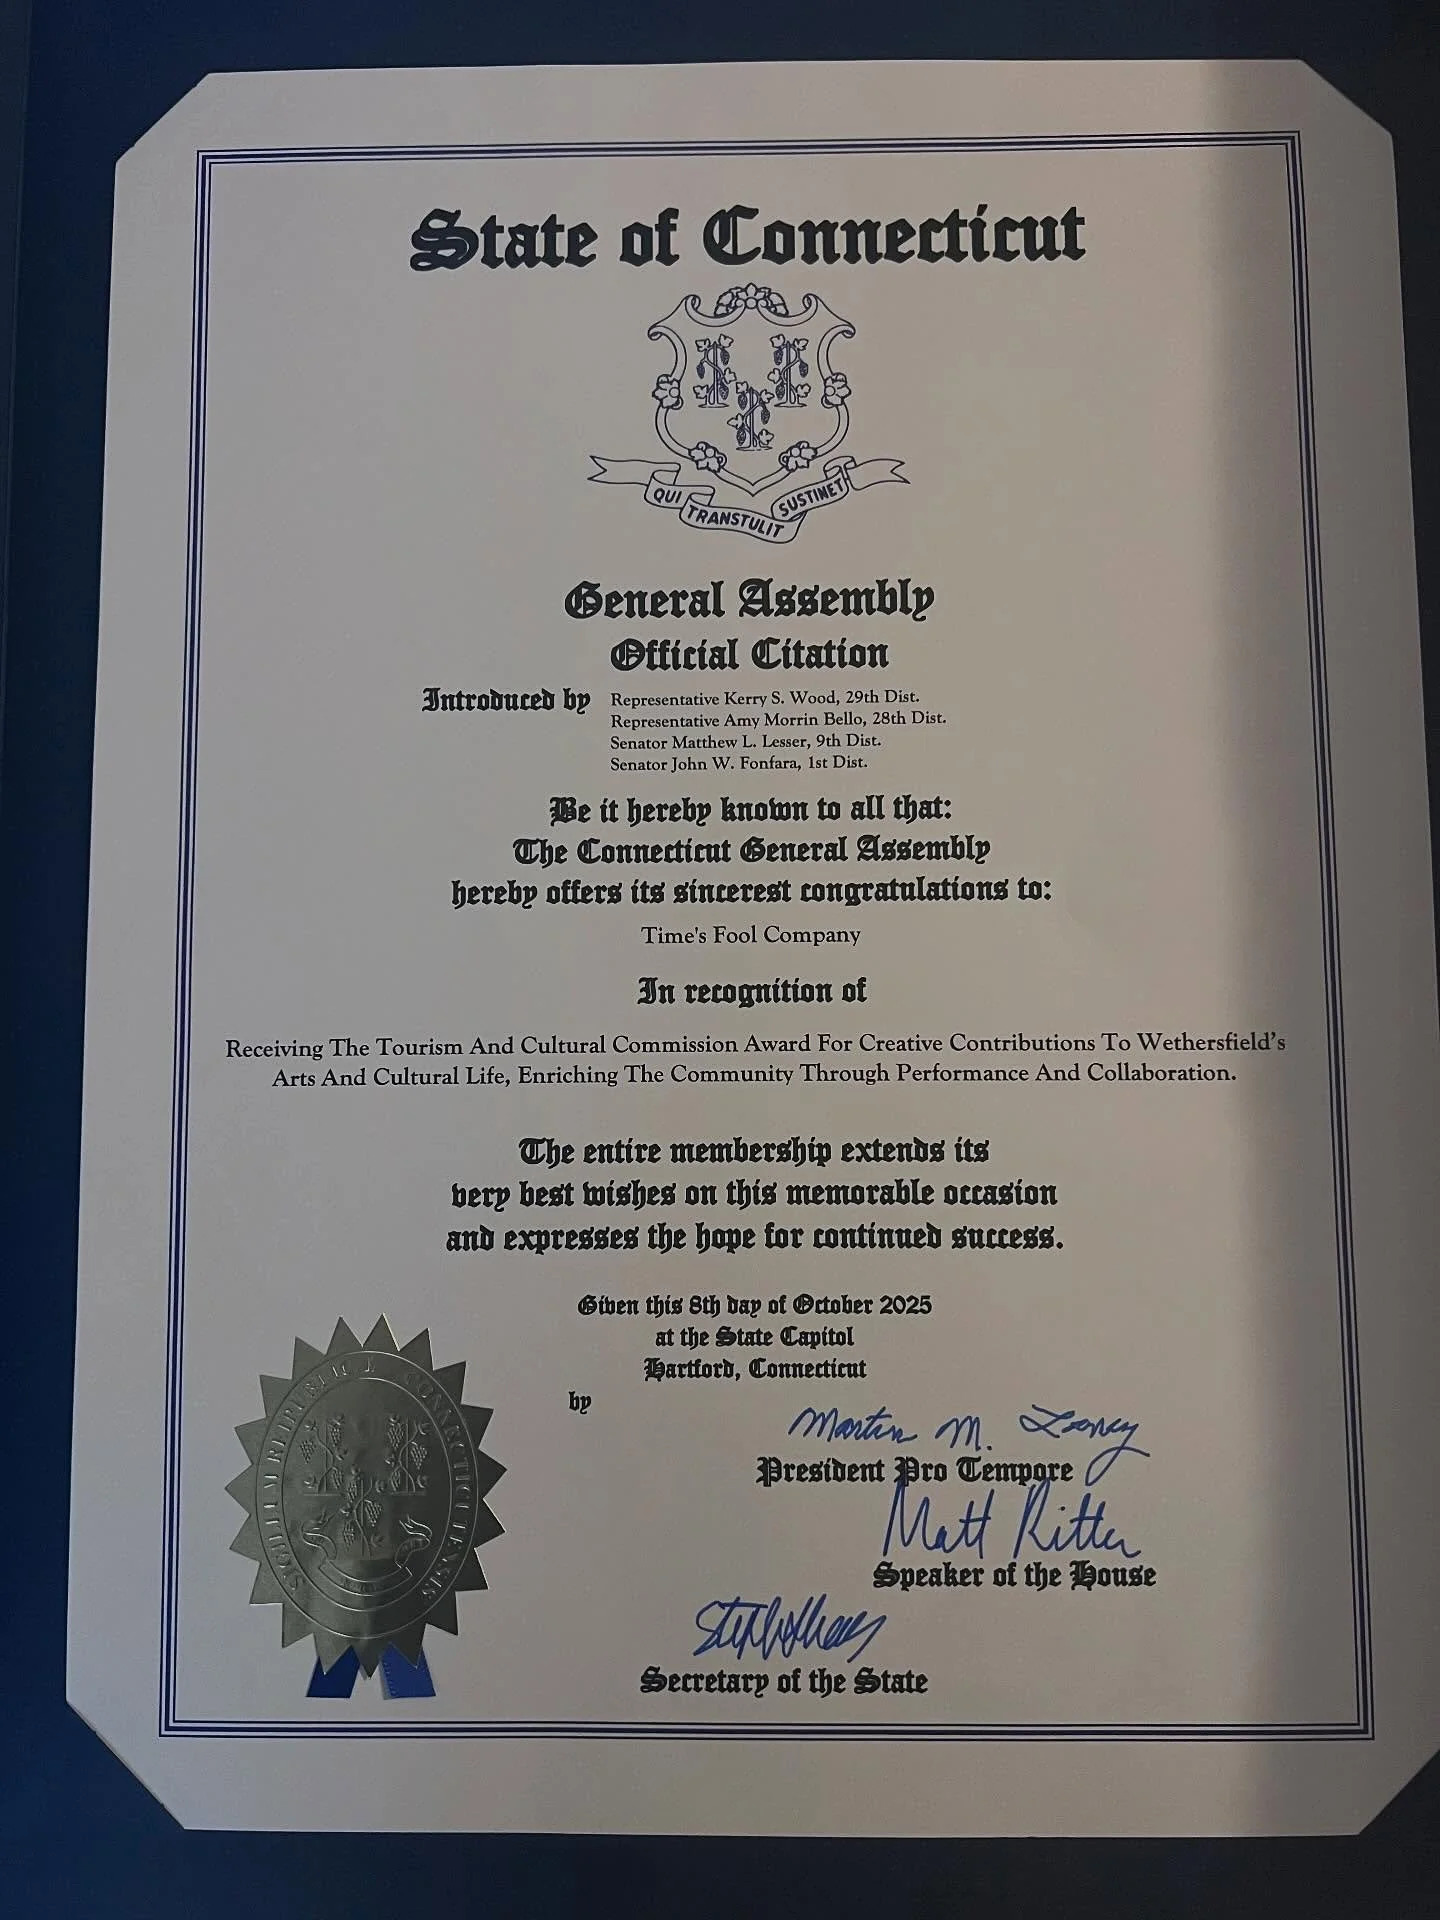 State of Connecticut
QUI TRANSTULIT SUSTINET
General Assembly
Official Citation
Introduced by Representative Kerry S. Wood, 29th Dist.
Representative Amy Morrin Bello, 28th Dist.
Senator Matthew L. Lesser, 9th Dist.
Senator John W. Fonfara, 1st Dist.
Be it hereby known to all that:
The Connecticut General Assembly
hereby offers its sincerest congratulations to:
Time's Fool Company
In recognition of
Receiving The Tourism And Cultural Commission Award For Creative Contributions To Wethersfield's
Arts And Cultural Life, Enriching The Community Through Performance And Collaboration.
The entire membership extends its
very best wishes on this memorable occasion
and expresses the hope for continued success.
Given this 8th day of October 2025
at the State Capitol
Hartford, Connecticut
by
Martin M. Looney
President Pro Tempore
Matt Ritter
Speaker of the House
Secretary of the State
SIGILLUM REIPUBLICÆ CONNECTICUTENSIS